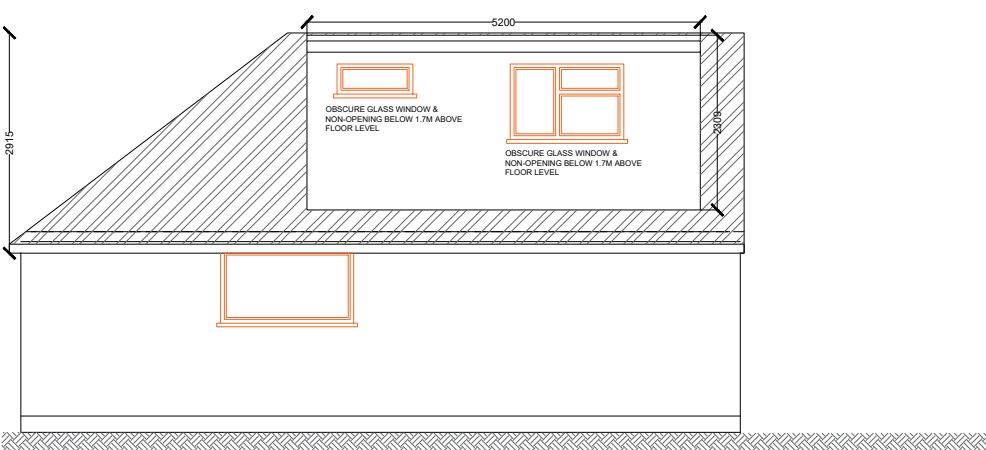 5200
2915
2309
OBSCURE GLASS WINDOW &
NON-OPENING BELOW 1.7M ABOVE
FLOOR LEVEL
OBSCURE GLASS WINDOW &
NON-OPENING BELOW 1.7M ABOVE
FLOOR LEVEL